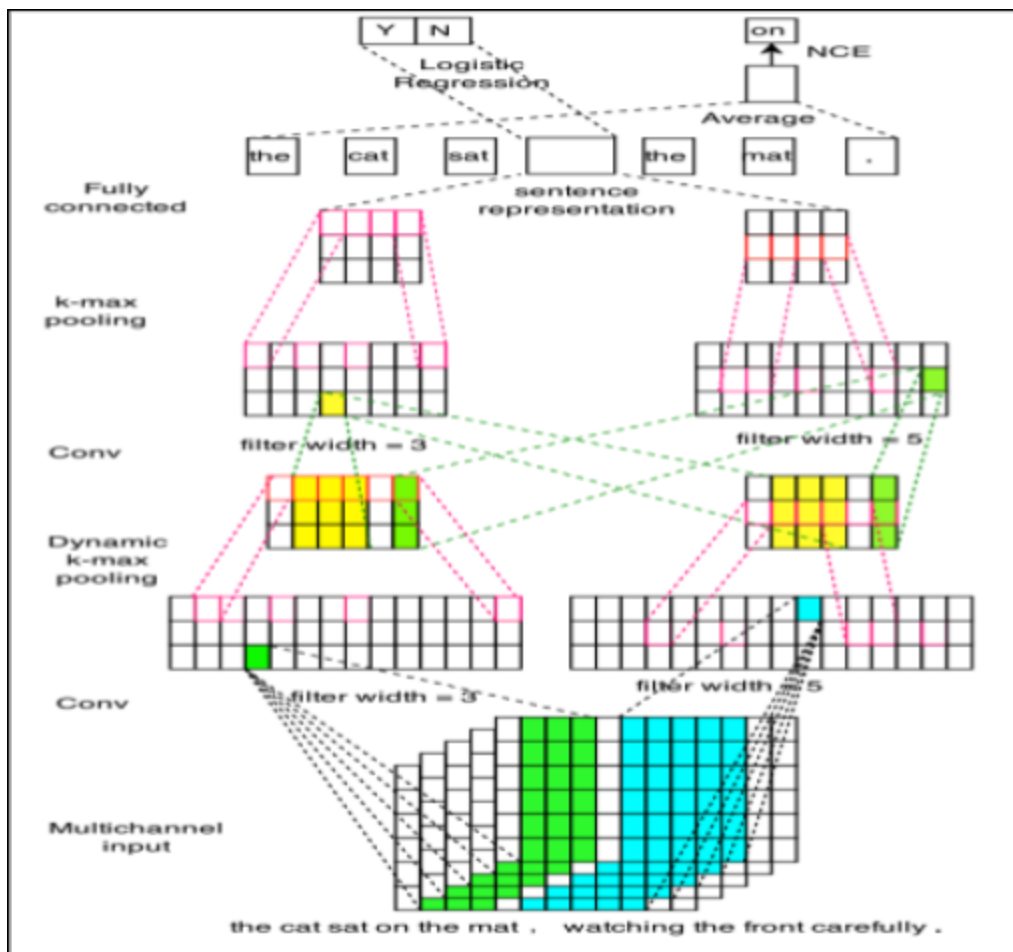 Y N
on
NCE
Logistic
Regression
Average
the cat sat the mat .
Fully
connected
sentence
representation
k-max
pooling
filter width = 3
filter width = 5
Conv
Dynamic
k-max
pooling
filter width = 3
filter width = 5
Conv
Multichannel
input
the cat sat on the mat , watching the front carefully .